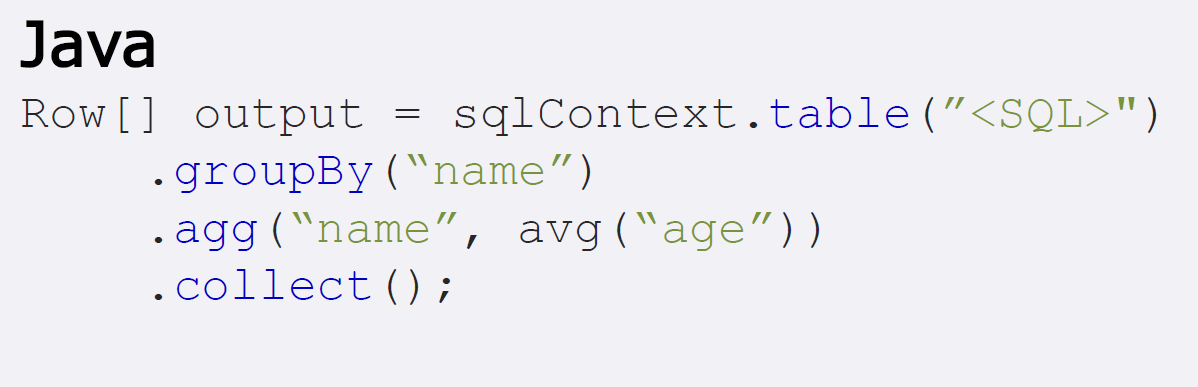 Java
Row[] output = sqlContext.table(”<SQL>")
.groupBy(“name”)
.agg(“name”, avg(“age”))
.collect();